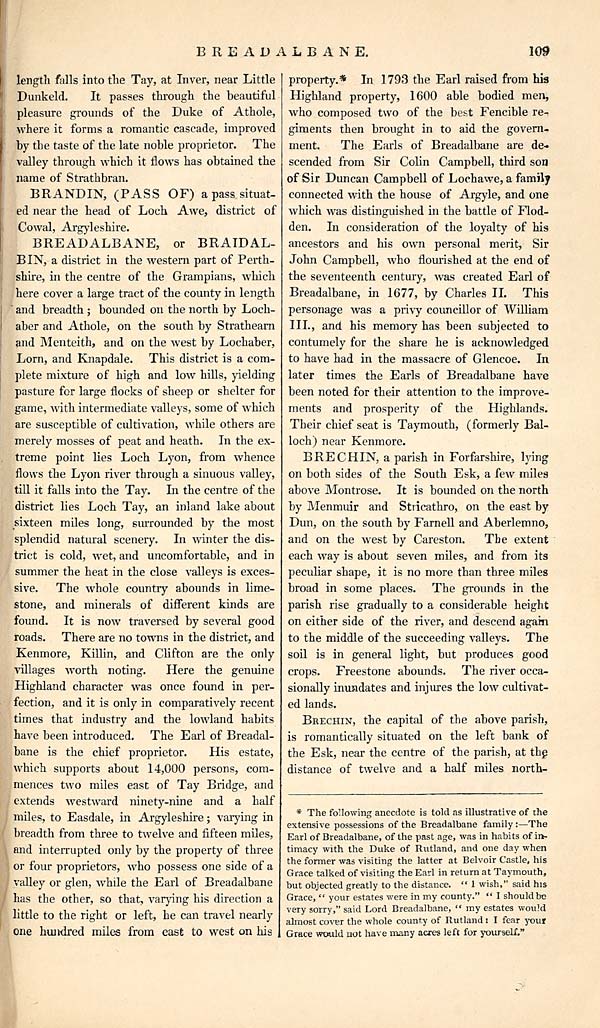 BREADALBANE. 109
length falls into the Tay, at Inver, near Little
Dunkeld. It passes through the beautiful
pleasure grounds of the Duke of Athole,
where it forms a romantic cascade, improved
by the taste of the late noble proprietor. The
valley through which it flows has obtained the
name of Strathbran.
BRANDIN, (PASS OF) a pass situat-
ed near the head of Loch Awe, district of
Cowal, Argyleshire.
BREADALBANE, or BRAIDAL-
BIN, a district in the western part of Perth-
shire, in the centre of the Grampians, which
here cover a large tract of the county in length
and breadth; bounded on the north by Loch-
aber and Athole, on the south by Strathearn
and Menteith, and on the west by Lochaber,
Lorn, and Knapdale. This district is a com-
plete mixture of high and low hills, yielding
pasture for large flocks of sheep or shelter for
game, with intermediate valleys, some of which
are susceptible of cultivation, while others are
merely mosses of peat and heath. In the ex-
treme point lies Loch Lyon, from whence
flows the Lyon river through a sinuous valley,
till it falls into the Tay. In the centre of the
district lies Loch Tay, an inland lake about
sixteen miles long, surrounded by the most
splendid natural scenery. In winter the dis-
trict is cold, wet, and uncomfortable, and in
summer the heat in the close valleys is exces-
sive. The whole country abounds in lime-
stone, and minerals of different kinds are
found. It is now traversed by several good
roads. There are no towns in the district, and
Kenmore, Killin, and Clifton are the only
villages worth noting. Here the genuine
Highland character was once found in per-
fection, and it is only in comparatively recent
times that industry and the lowland habits
have been introduced. The Earl of Breadal-
bane is the chief proprietor. His estate,
which supports about 14,000 persons, com-
mences two miles east of Tay Bridge, and
extends westward ninety-nine and a half
miles, to Easdale, in Argyleshire; varying in
breadth from three to twelve and fifteen miles,
and interrupted only by the property of three
or four proprietors, who possess one side of a
valley or glen, while the Earl of Breadalbane
has the other, so that, varying his direction a
little to the right or left, he can travel nearly
one hundred miles from east to west on his
property.* In 1793 the Earl raised from his
Highland property, 1600 able bodied men,
who composed two of the best Fencible re-
giments then brought in to aid the govern-
ment. The Earls of Breadalbane are de-
scended from Sir Colin Campbell, third son
of Sir Duncan Campbell of Lochawe, a family
connected with the house of Argyle, and one
which was distinguished in the battle of Flod-
den. In consideration of the loyalty of his
ancestors and his own personal merit, Sir
John Campbell, who flourished at the end of
the seventeenth century, was created Earl of
Breadalbane, in 1677, by Charles II. This
personage was a privy councillor of William
III., and his memory has been subjected to
contumely for the share he is acknowledged
to have had in the massacre of Glencoe. In
later times the Earls of Breadalbane have
been noted for their attention to the improve-
ments and prosperity of the Highlands.
Their chief seat is Taymouth, (formerly Bal-
loch) near Kenmore.
BRECHIN, a parish in Forfarshire, lying
on both sides of the South Esk, a few miles
above Montrose. It is bounded on the north
by Menmuir and Stricathro, on the east by
Dun, on the south by Farnell and Aberlemno,
and on the west by Careston. The extent
each way is about seven miles, and from its
peculiar shape, it is no more than three miles
broad in some places. The grounds in the
parish rise gradually to a considerable height
on either side of the river, and descend again
to the middle of the succeeding valleys. The
soil is in general light, but produces good
crops. Freestone abounds. The river occa-
sionally inundates and injures the low cultivat-
ed lands.
BRECHIN, the capital of the above parish,
is romantically situated on the left bank of
the Esk, near the centre of the parish, at the
distance of twelve and a half miles north-
* The following anecdote is told as illustrative of the
extensive possessions of the Breadalbane family:—The
Earl of Breadalbane, of the past age, was in habits of in-
timacy with the Duke of Rutland, and one day when
the former was visiting the latter at Belvoir Castle, his
Grace talked of visiting the Earl in return at Taymouth,
but objected greatly to the distance. "I wish," said his
Grace, "your estates were in my county." "I should be
very sorry," said Lord Breadalbane, "my estates would
almost cover the whole county of Rutland: I fear your
Grace would not have many acres left for yourself."